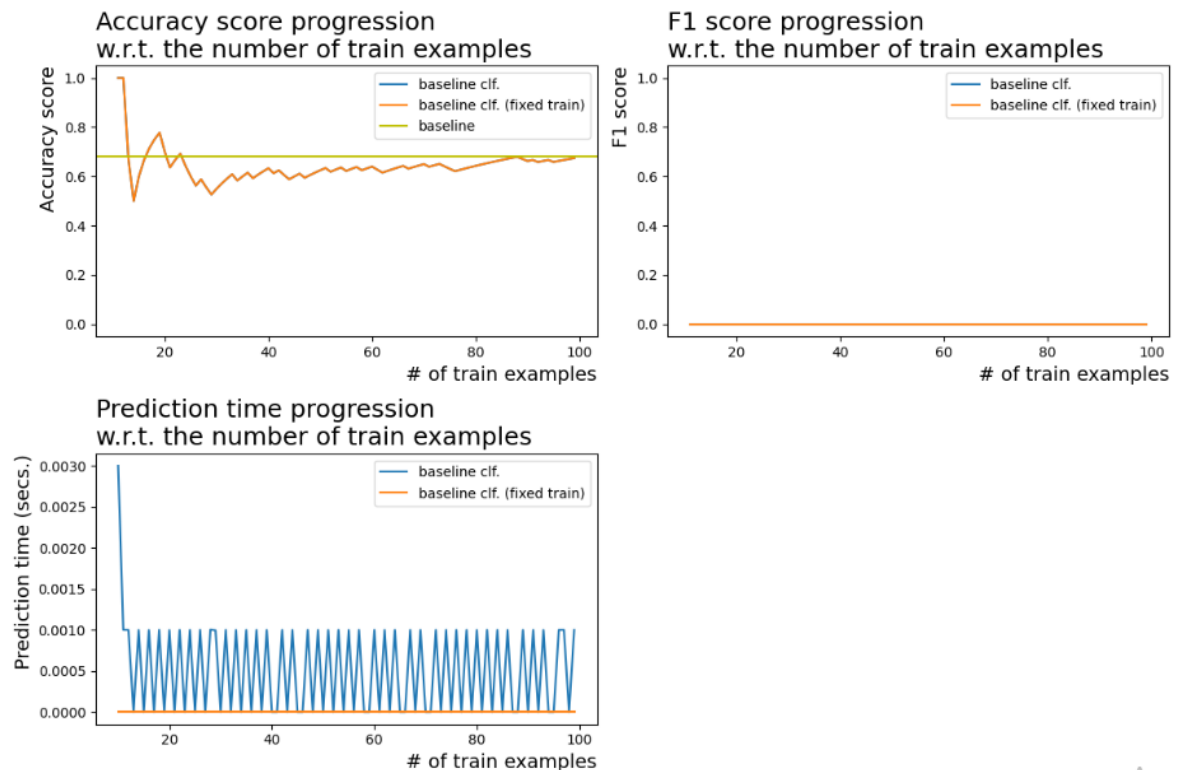 Accuracy score progression
w.r.t. the number of train examples
Accuracy score
1.0
0.8
0.6
0.4
0.2
0.0
baseline clf.
baseline clf. (fixed train)
baseline
20
40
60
80
100
# of train examples
F1 score progression
w.r.t. the number of train examples
F1 score
1.0
0.8
0.6
0.4
0.2
0.0
baseline clf.
baseline clf. (fixed train)
20
40
60
80
100
# of train examples
Prediction time progression
w.r.t. the number of train examples
Prediction time (secs.)
0.0030
0.0025
0.0020
0.0015
0.0010
0.0005
0.0000
baseline clf.
baseline clf. (fixed train)
20
40
60
80
100
# of train examples